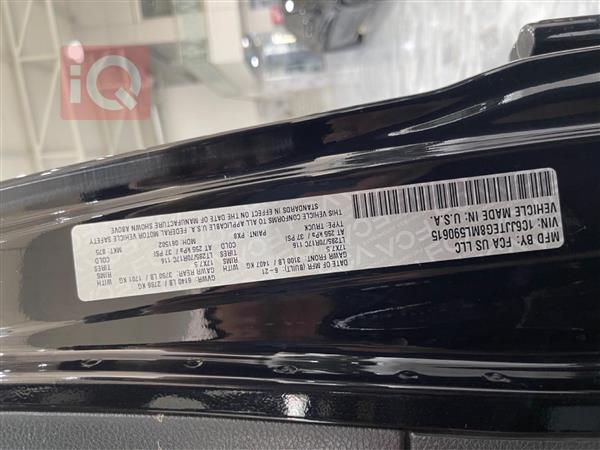 iQ
MFD BY: FCA US LLC
DATE OF MFR (BUILT): 6-21
GVWR: 6140 LB / 2786 KG
GAWR FRONT: 3100 LB / 1407 KG
GAWR REAR: 3750 LB / 1701 KG
17X7.5
RIMS
17X7.5
RIMS
LT285/70R17C 116
TIRES
LT285/70R17C 116
TIRES
AT 255 kPa / 37 PSI
COLD
AT 255 kPa / 37 PSI
COLD
TYPE: TRUCK
PAINT: PX8
MDH: 061502
MKT: 875
THIS VEHICLE CONFORMS TO ALL APPLICABLE U.S.A. FEDERAL MOTOR VEHICLE SAFETY
STANDARDS IN EFFECT ON THE DATE OF MANUFACTURE SHOWN ABOVE
VIN: 1C6JJTEG8ML590615
VEHICLE MADE IN: U.S.A.